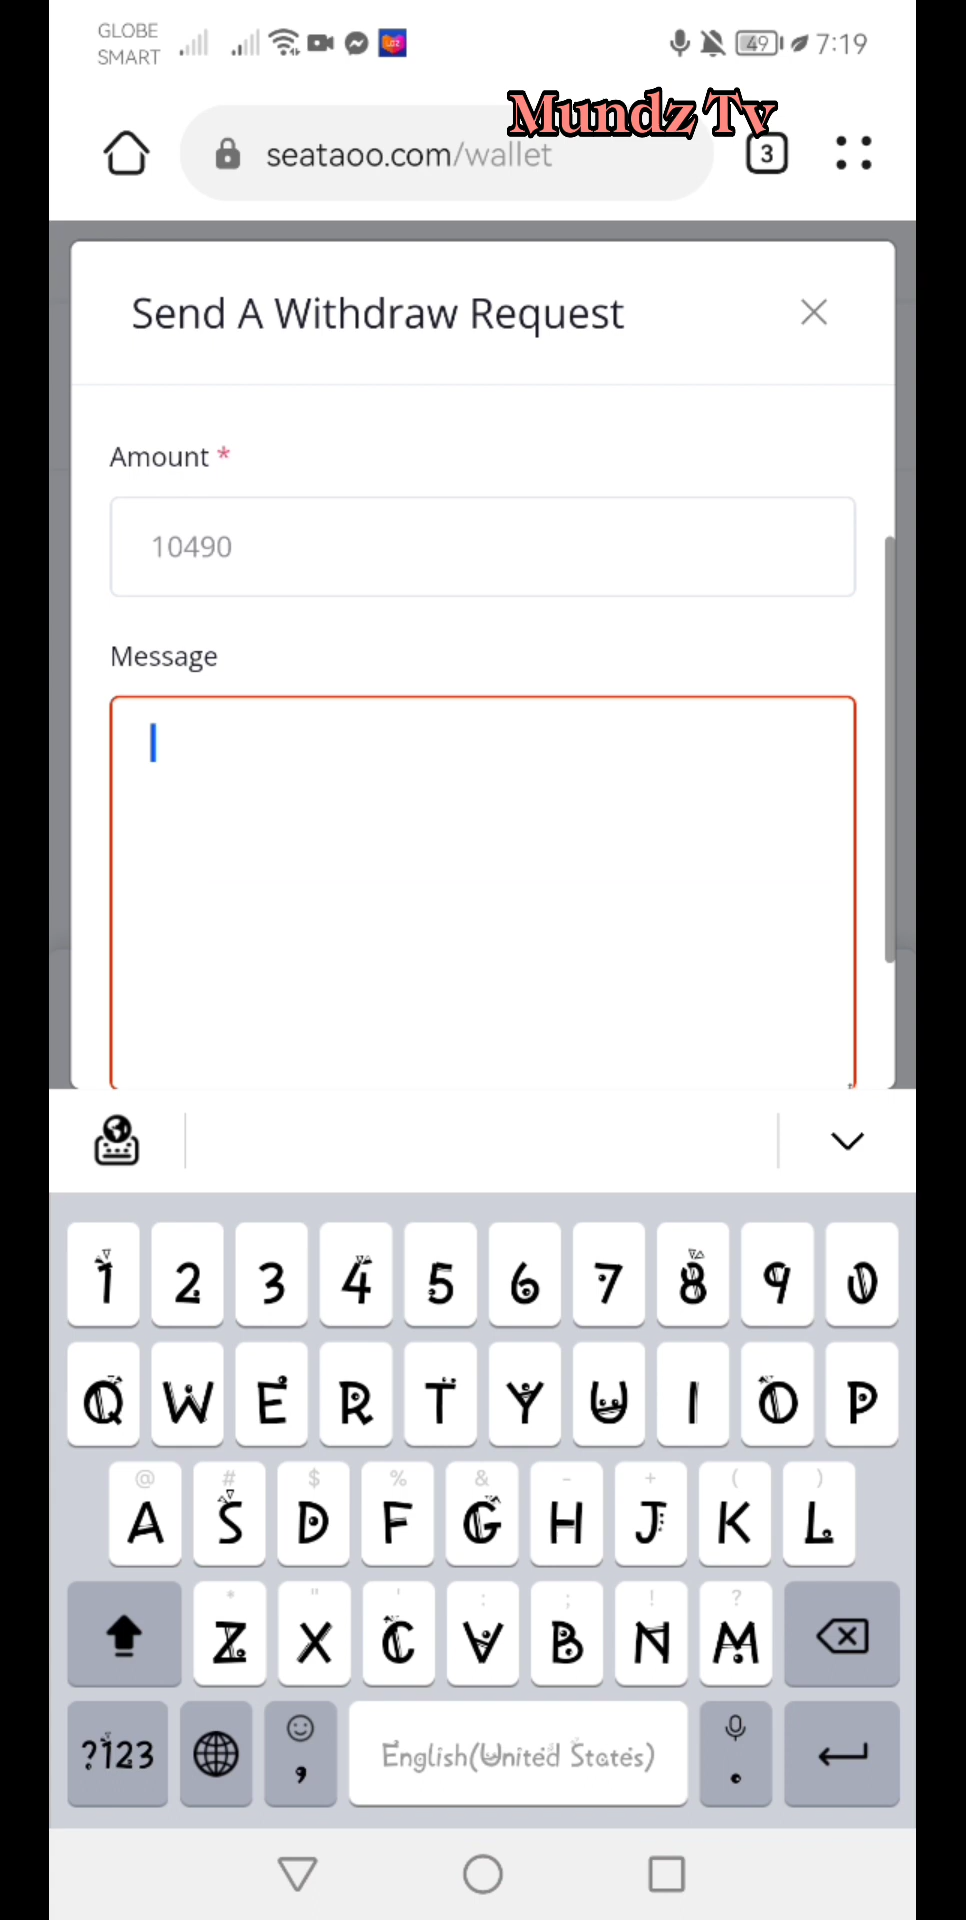 GLOBE
SMART
49
7:19
Mundz Tv
seataoo.com/wallet
3
Send A Withdraw Request
Amount *
10490
Message
1 2 3 4 5 6 7 8 9 0
Q W E R T Y U I O P
@ # $ % & - + ( )
A S D F G H J K L
* " ' : ; ! ?
Z X C V B N M
?123 , English(United States) .